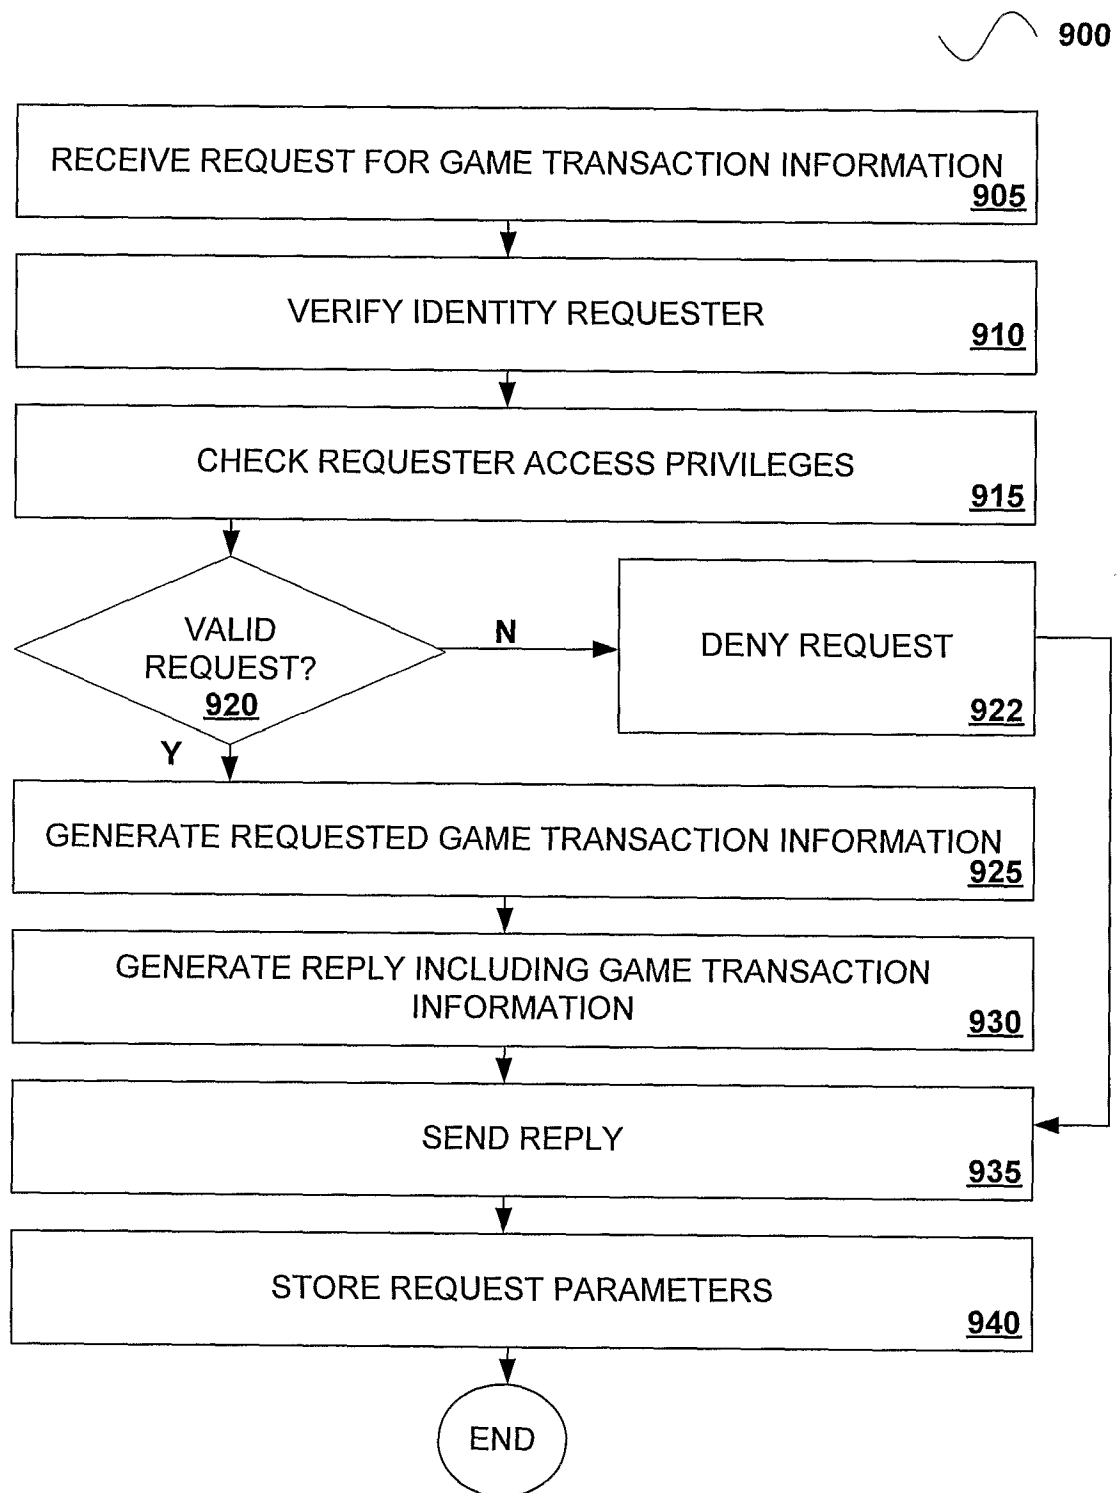 900
RECEIVE REQUEST FOR GAME TRANSACTION INFORMATION
905
VERIFY IDENTITY REQUESTER
910
CHECK REQUESTER ACCESS PRIVILEGES
915
VALID
REQUEST?
920
N
DENY REQUEST
922
Y
GENERATE REQUESTED GAME TRANSACTION INFORMATION
925
GENERATE REPLY INCLUDING GAME TRANSACTION
INFORMATION
930
SEND REPLY
935
STORE REQUEST PARAMETERS
940
END